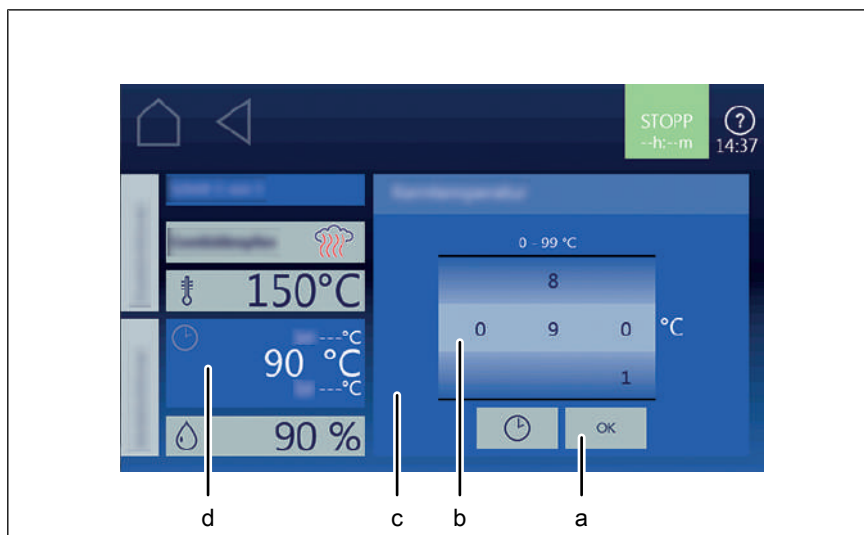 STOPP
--h:--m
?
14:37
0 - 99 °C
8
150°C
0 9 0 °C
---°C
90 °C
---°C
1
OK
90 %
d c b a